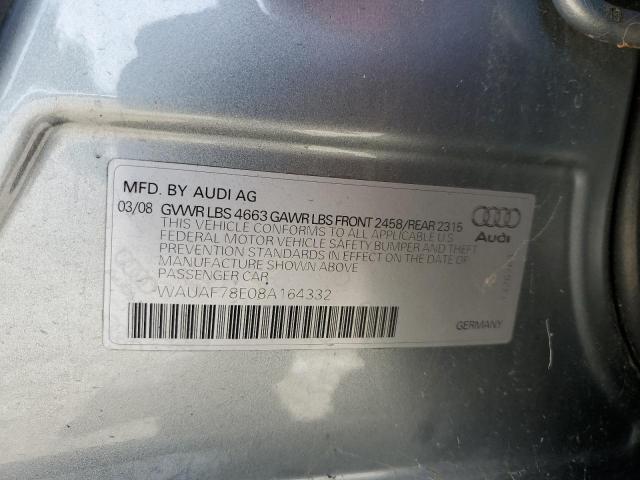 MFD. BY AUDI AG
03/08 GVWR LBS 4663 GAWR LBS FRONT 2458/REAR 2315
THIS VEHICLE CONFORMS TO ALL APPLICABLE U.S.
FEDERAL MOTOR VEHICLE SAFETY BUMPER AND THEFT
PREVENTION STANDARDS IN EFFECT ON THE DATE OF
MANUFACTURE SHOWN ABOVE
PASSENGER CAR
WAUAF78E08A164332
Audi
GERMANY